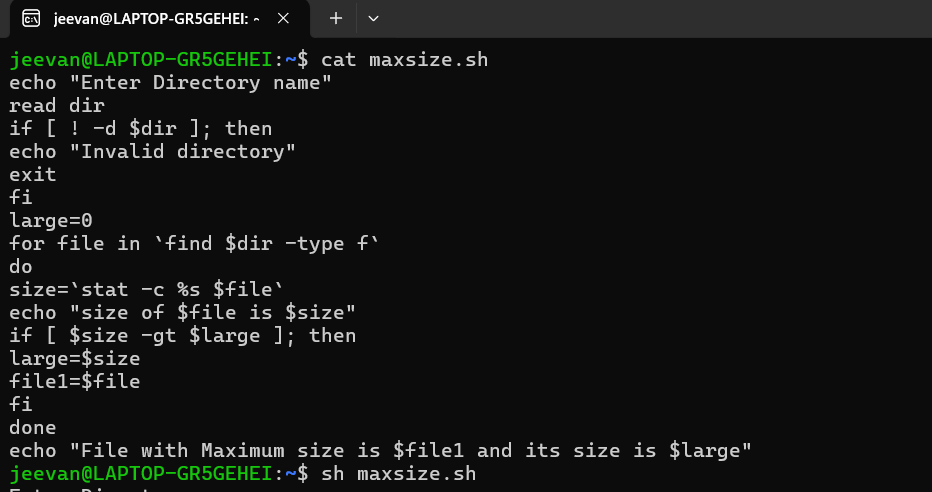 jeevan@LAPTOP-GR5GEHEI: ~
jeevan@LAPTOP-GR5GEHEI:~$ cat maxsize.sh
echo "Enter Directory name"
read dir
if [ ! -d $dir ]; then
echo "Invalid directory"
exit
fi
large=0
for file in `find $dir -type f`
do
size=`stat -c %s $file`
echo "size of $file is $size"
if [ $size -gt $large ]; then
large=$size
file1=$file
fi
done
echo "File with Maximum size is $file1 and its size is $large"
jeevan@LAPTOP-GR5GEHEI:~$ sh maxsize.sh